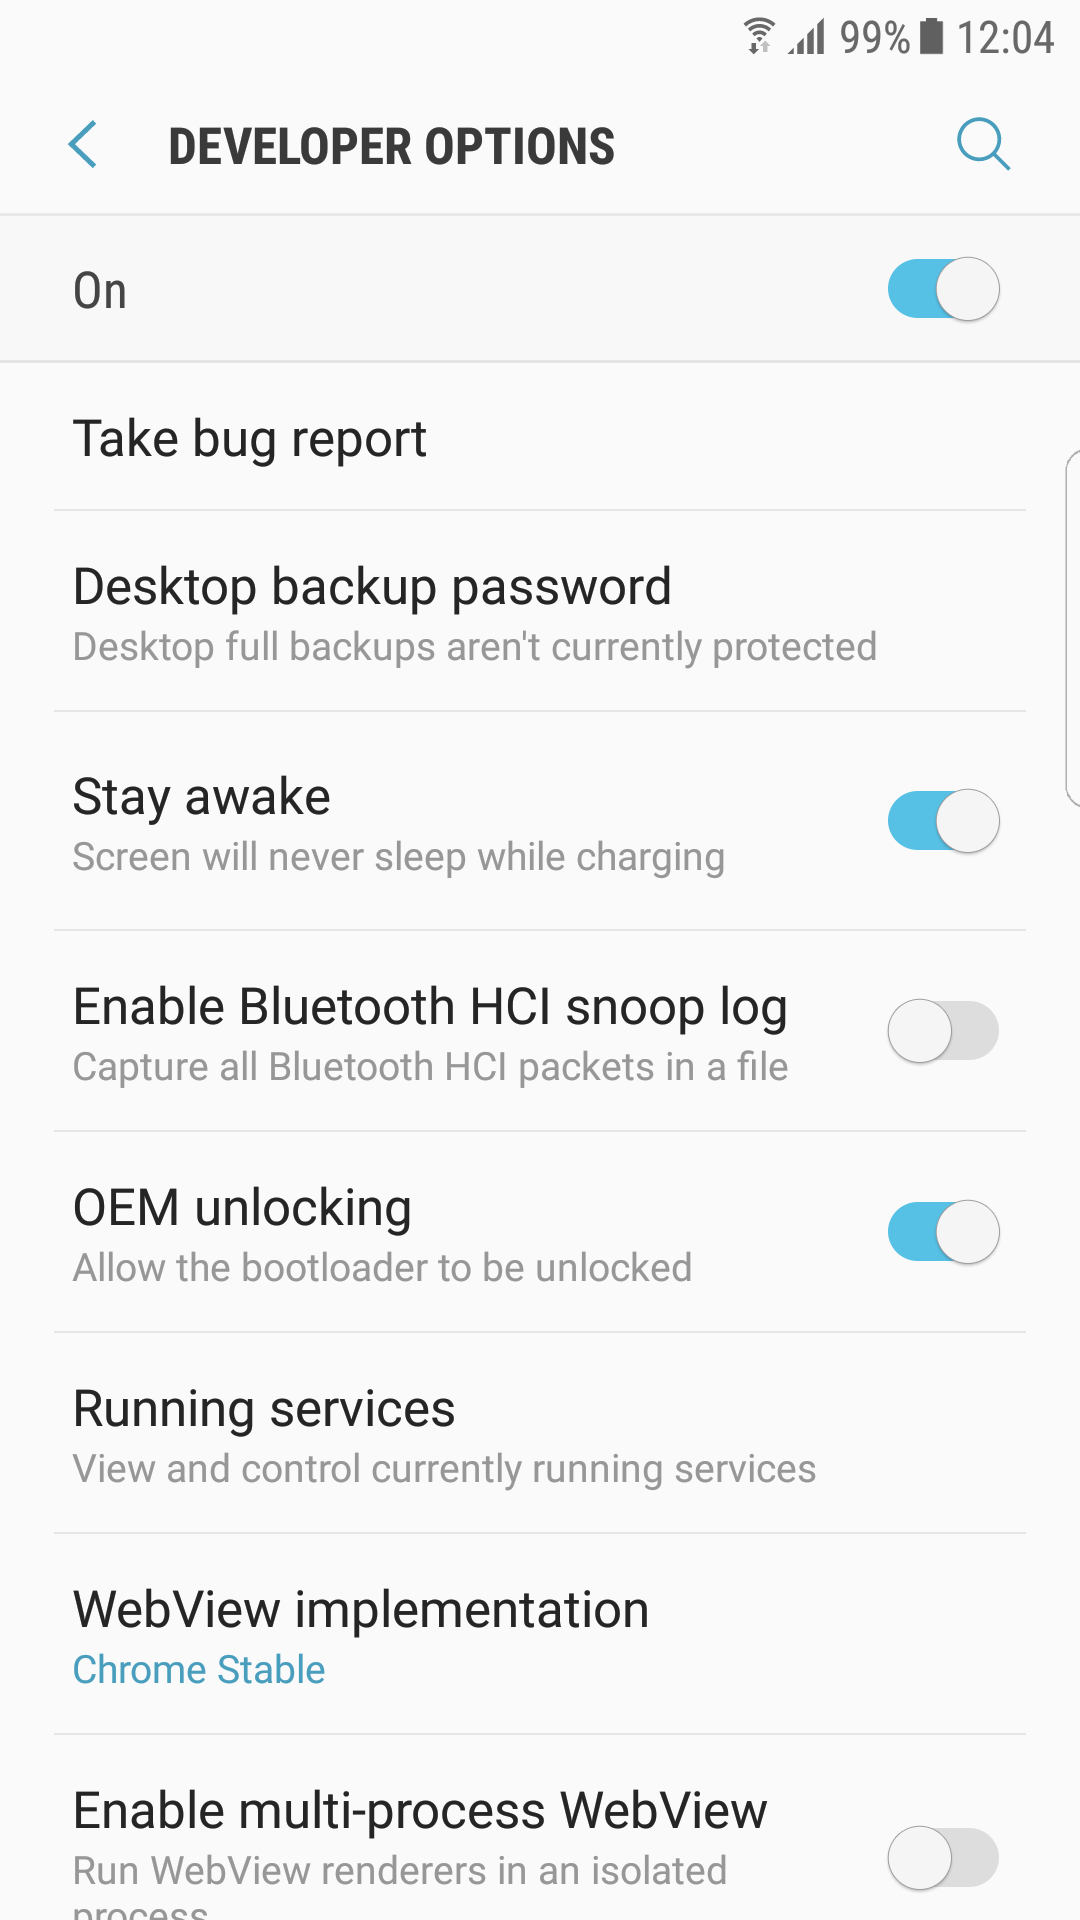 99% 12:04
DEVELOPER OPTIONS
On
Take bug report
Desktop backup password
Desktop full backups aren't currently protected
Stay awake
Screen will never sleep while charging
Enable Bluetooth HCI snoop log
Capture all Bluetooth HCI packets in a file
OEM unlocking
Allow the bootloader to be unlocked
Running services
View and control currently running services
WebView implementation
Chrome Stable
Enable multi-process WebView
Run WebView renderers in an isolated
process